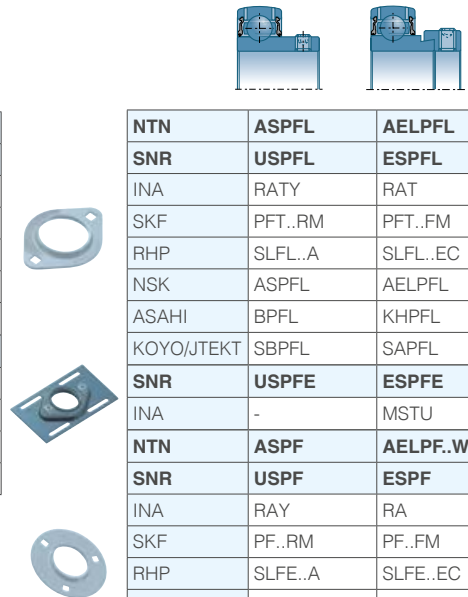 NTN ASPFL AELPFL
SNR USPFL ESPFL
INA RATY RAT
SKF PFT..RM PFT..FM
RHP SLFL..A SLFL..EC
NSK ASPFL AELPFL
ASAHI BPFL KHPFL
KOYO/JTEKT SBPFL SAPFL
SNR USPFE ESPFE
INA - MSTU
NTN ASPF AELPF..W
SNR USPF ESPF
INA RAY RA
SKF PF..RM PF..FM
RHP SLFE..A SLFE..EC